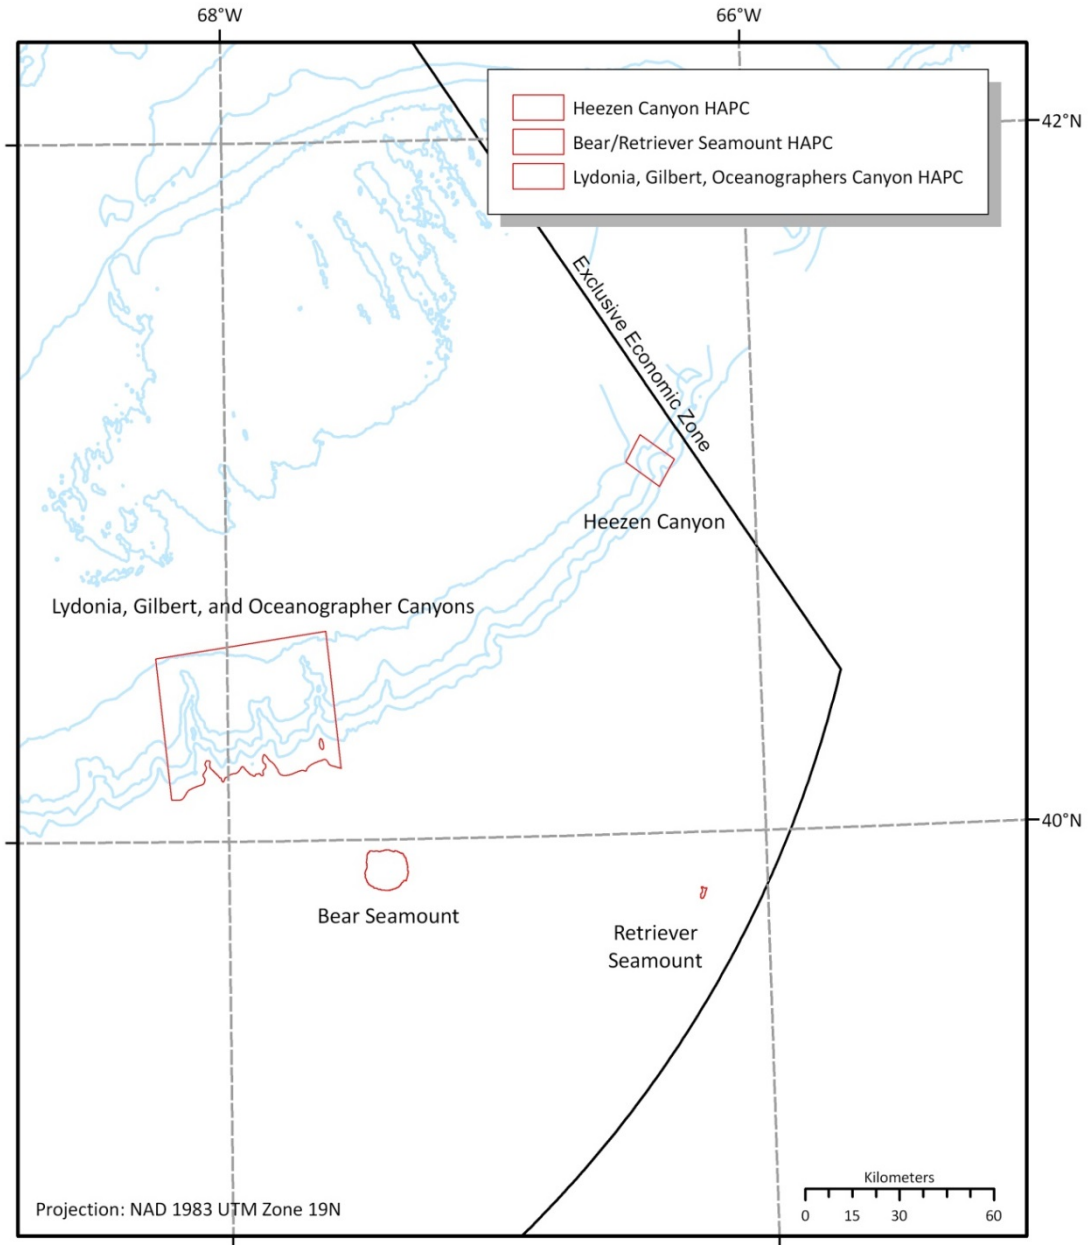 68°W
66°W
Heezen Canyon HAPC
Bear/Retriever Seamount HAPC
Lydonia, Gilbert, Oceanographers Canyon HAPC
42°N
Exclusive Economic Zone
Heezen Canyon
Lydonia, Gilbert, and Oceanographer Canyons
40°N
Bear Seamount
Retriever
Seamount
Kilometers
0 15 30 60
Projection: NAD 1983 UTM Zone 19N